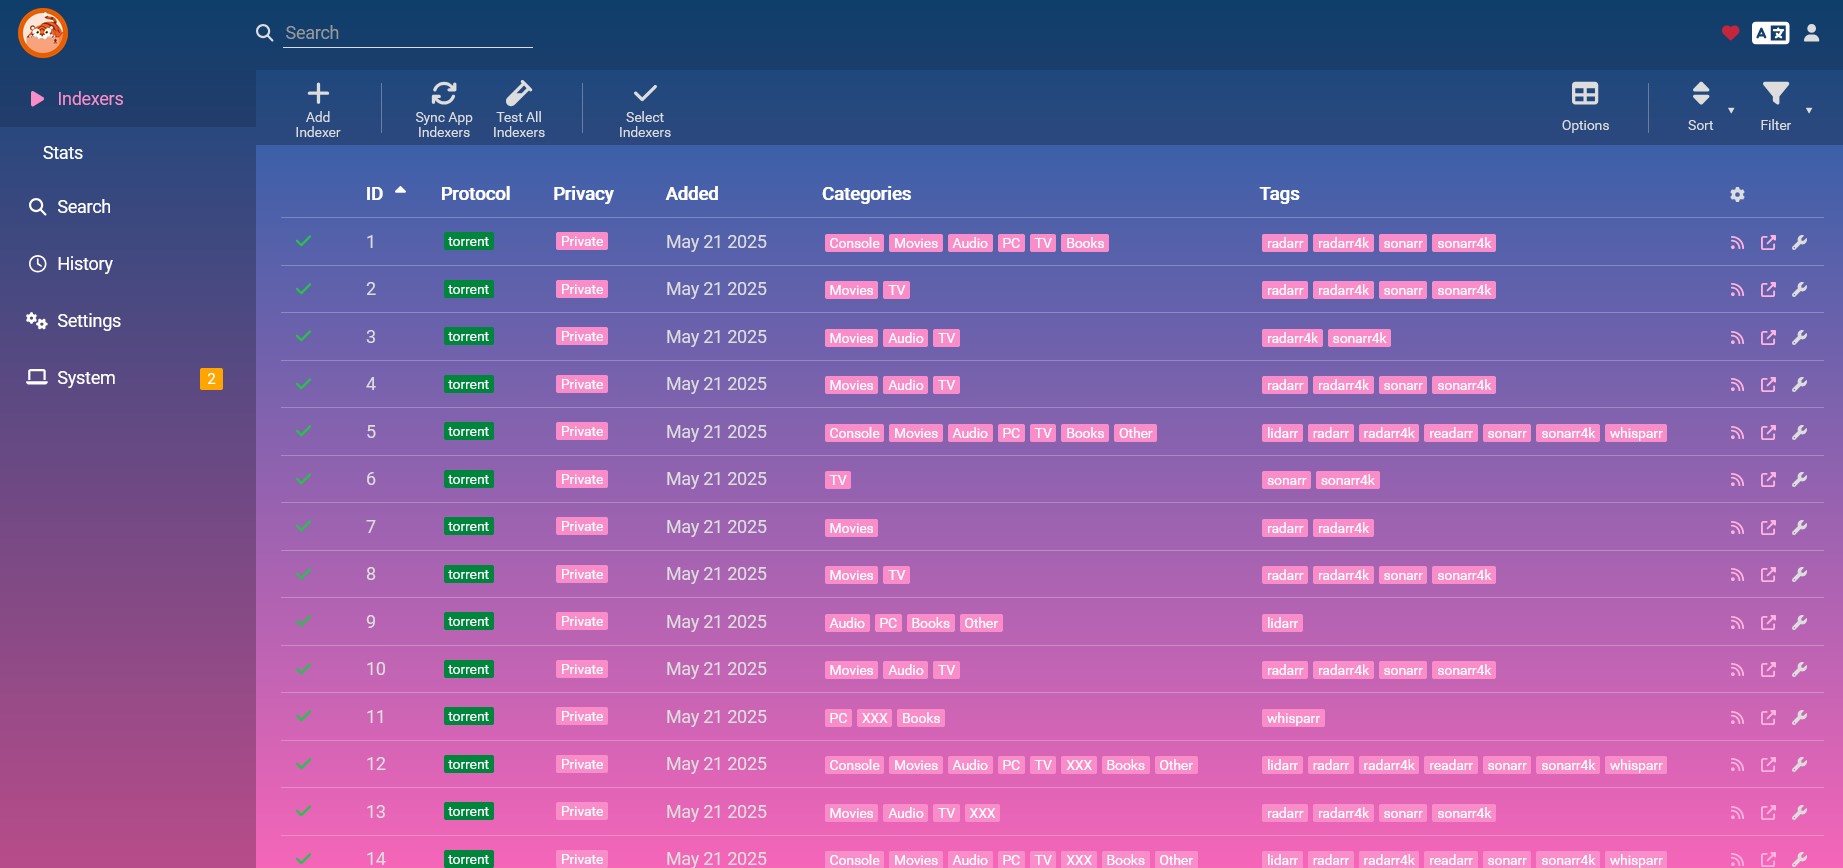 Search
Indexers
Stats
Search
History
Settings
System 2
Add Indexer
Sync App Indexers
Test All Indexers
Select Indexers
Options
Sort
Filter
ID Protocol Privacy Added Categories Tags
1 torrent Private May 21 2025 Console Movies Audio PC TV Books radarr radarr4k sonarr sonarr4k
2 torrent Private May 21 2025 Movies TV radarr radarr4k sonarr sonarr4k
3 torrent Private May 21 2025 Movies Audio TV radarr4k sonarr4k
4 torrent Private May 21 2025 Movies Audio TV radarr radarr4k sonarr sonarr4k
5 torrent Private May 21 2025 Console Movies Audio PC TV Books Other lidarr radarr radarr4k readarr sonarr sonarr4k whisparr
6 torrent Private May 21 2025 TV sonarr sonarr4k
7 torrent Private May 21 2025 Movies radarr radarr4k
8 torrent Private May 21 2025 Movies TV radarr radarr4k sonarr sonarr4k
9 torrent Private May 21 2025 Audio PC Books Other lidarr
10 torrent Private May 21 2025 Movies Audio TV radarr radarr4k sonarr sonarr4k
11 torrent Private May 21 2025 PC XXX Books whisparr
12 torrent Private May 21 2025 Console Movies Audio PC TV XXX Books Other lidarr radarr radarr4k readarr sonarr sonarr4k whisparr
13 torrent Private May 21 2025 Movies Audio TV XXX radarr radarr4k sonarr sonarr4k
14 torrent Private May 21 2025 Console Movies Audio PC TV XXX Books Other lidarr radarr radarr4k readarr sonarr sonarr4k whisparr